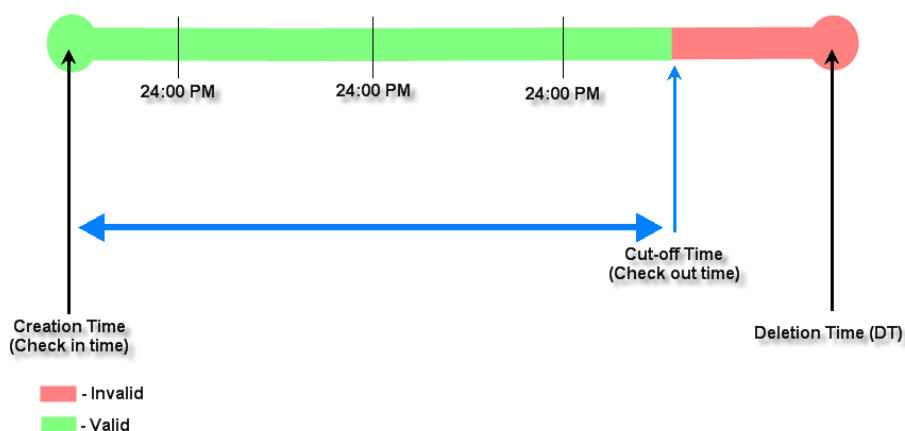 24:00 PM
24:00 PM
24:00 PM
Cut-off Time
(Check out time)
Creation Time
(Check in time)
Deletion Time (DT)
- Invalid
- Valid